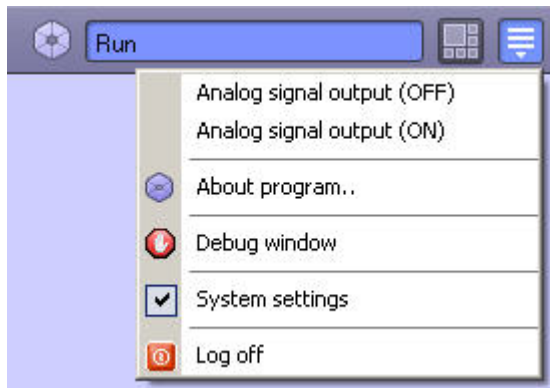 Run
Analog signal output (OFF)
Analog signal output (ON)
About program..
Debug window
System settings
Log off